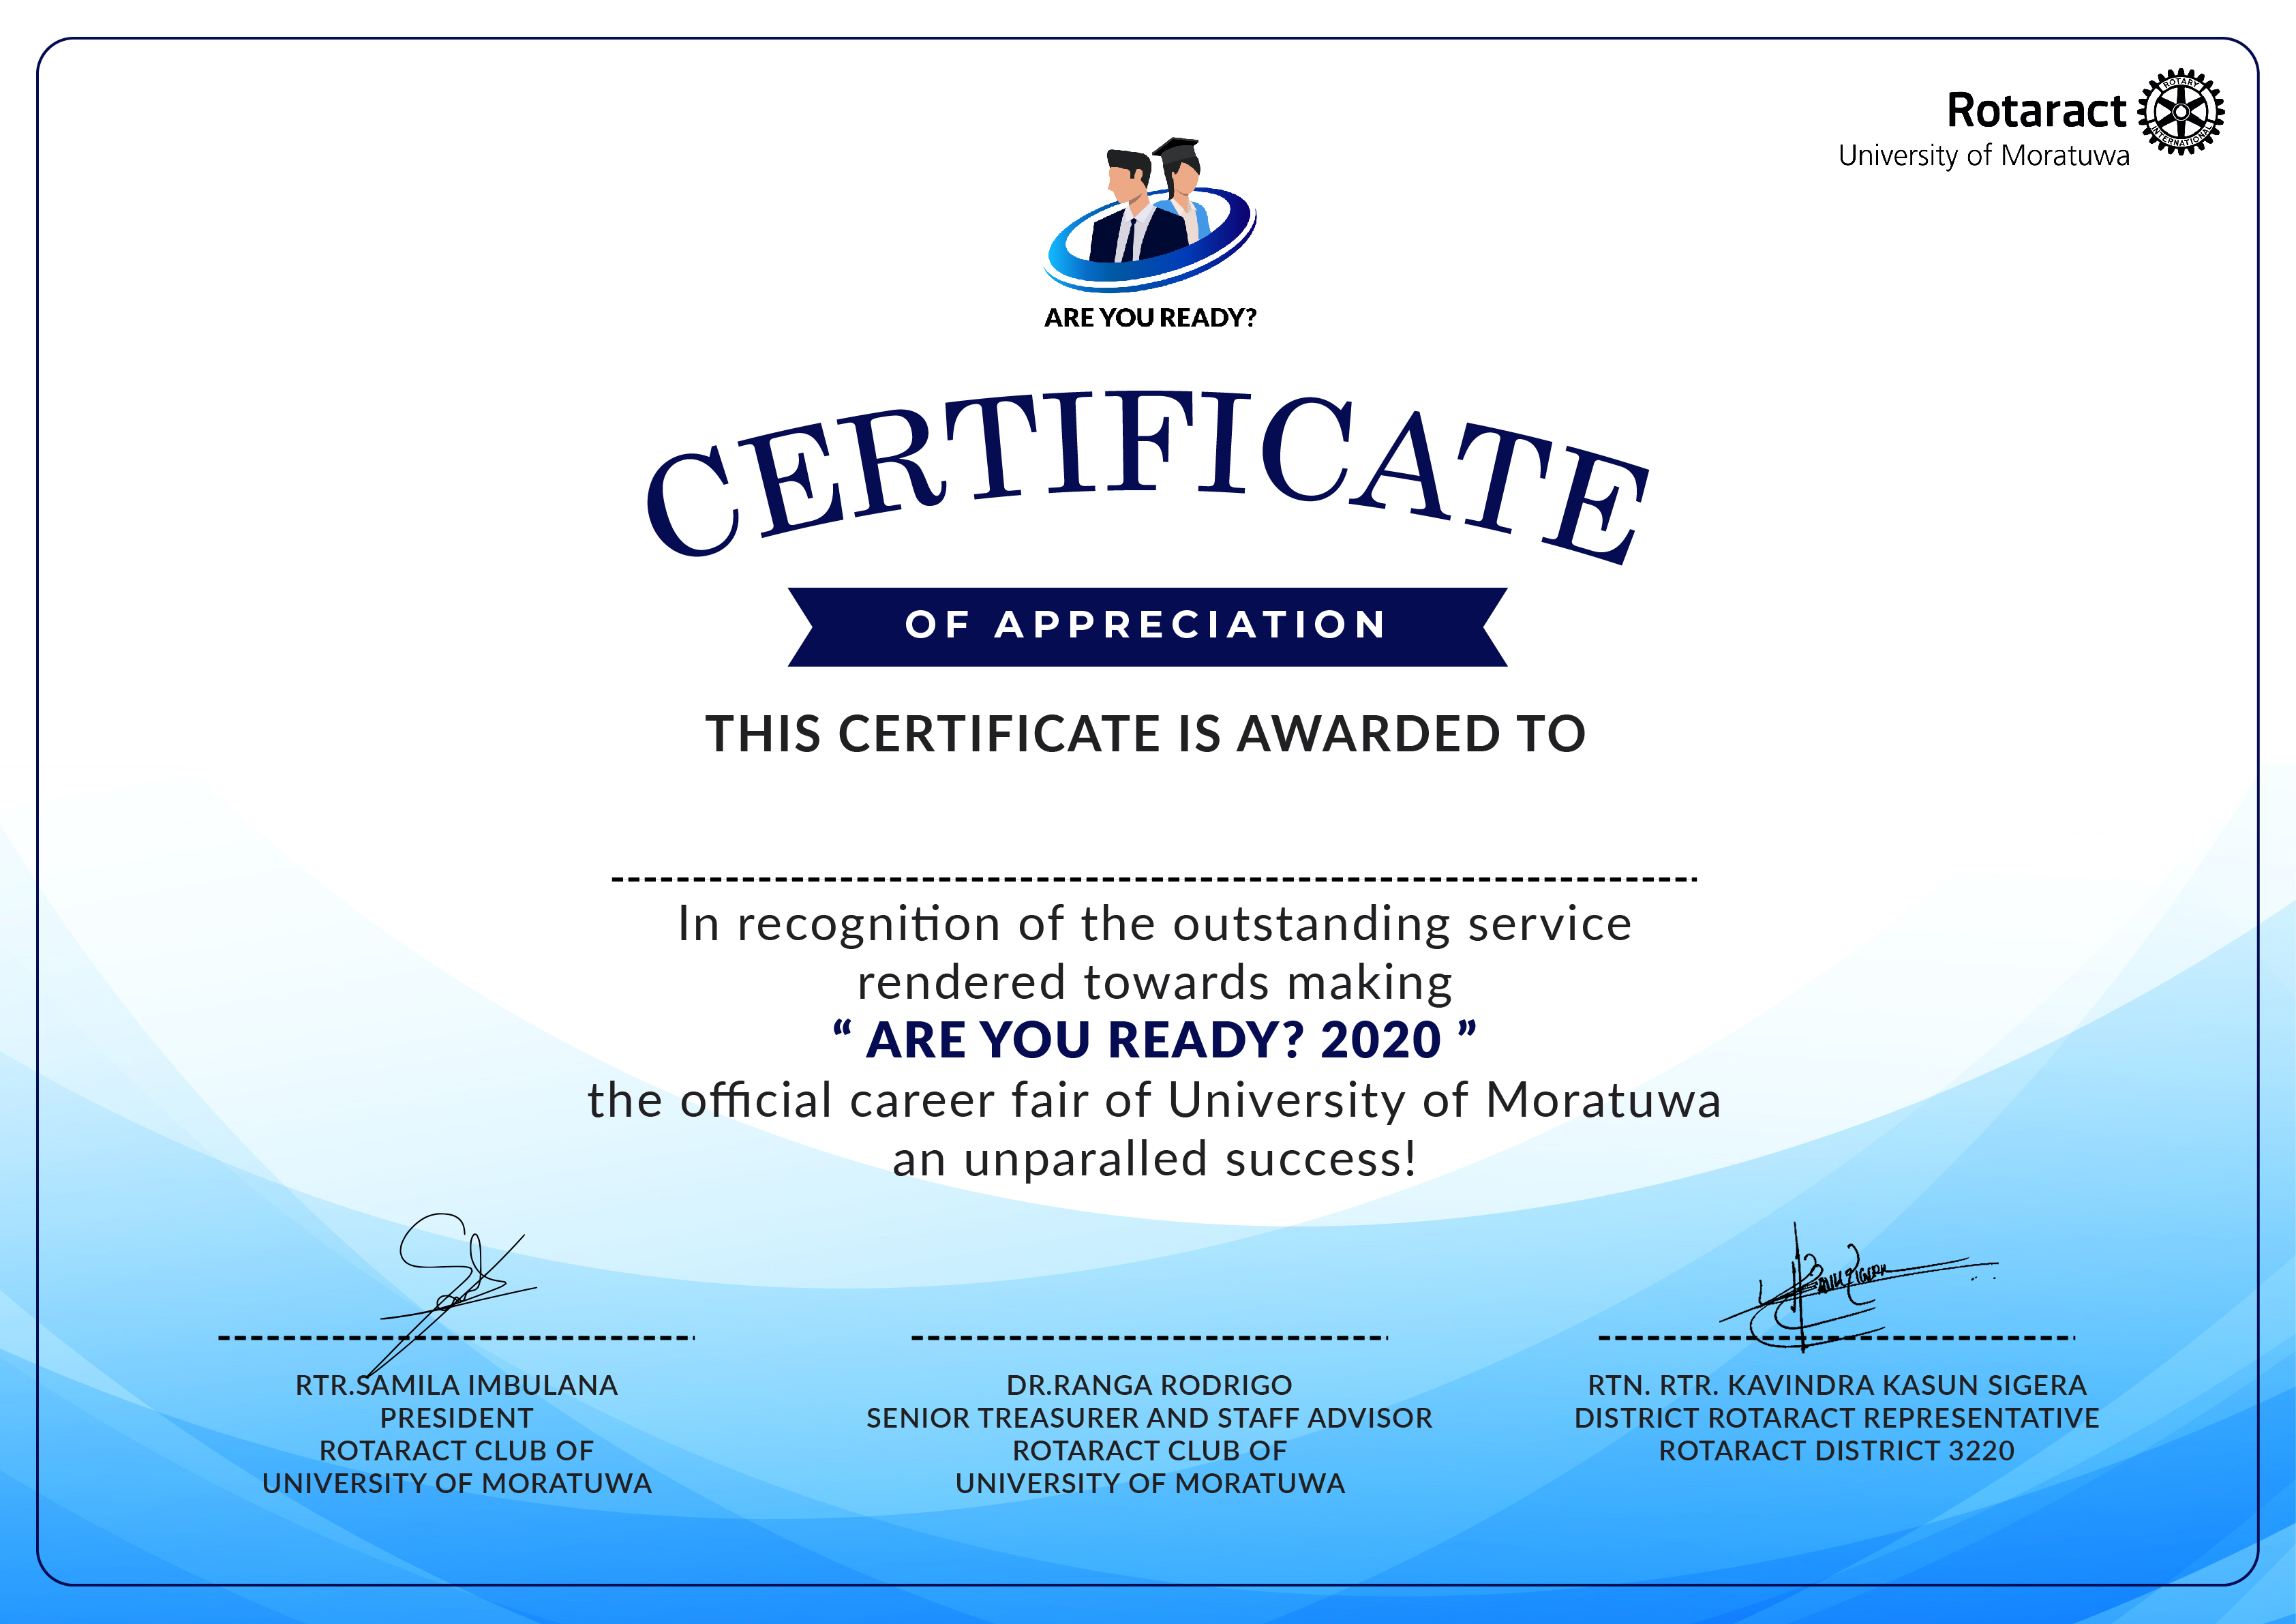 Rotaract
University of Moratuwa
ROTARY
INTERNATIONAL
ARE YOU READY?
CERTIFICATE
OF APPRECIATION
THIS CERTIFICATE IS AWARDED TO
In recognition of the outstanding service
rendered towards making
“ ARE YOU READY? 2020 ”
the official career fair of University of Moratuwa
an unparalled success!
RTR.SAMILA IMBULANA
PRESIDENT
ROTARACT CLUB OF
UNIVERSITY OF MORATUWA
DR.RANGA RODRIGO
SENIOR TREASURER AND STAFF ADVISOR
ROTARACT CLUB OF
UNIVERSITY OF MORATUWA
RTN. RTR. KAVINDRA KASUN SIGERA
DISTRICT ROTARACT REPRESENTATIVE
ROTARACT DISTRICT 3220